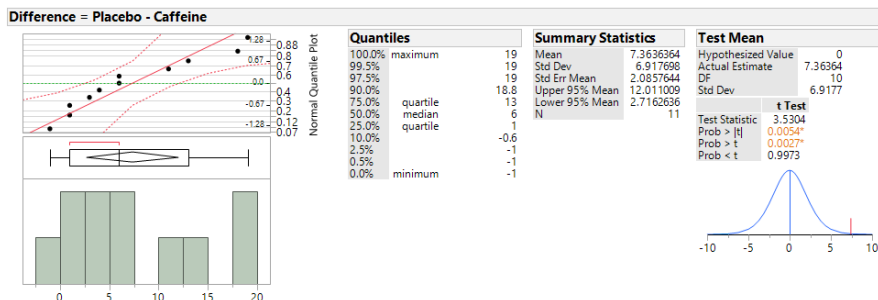 Difference = Placebo - Caffeine
1.28 0.88
0.8
0.67 0.7
0.6
0.0
0.4
0.3
-0.67 0.2
0.12
-1.28 0.07
Normal Quantile Plot
0 5 10 15 20
Quantiles
100.0% maximum 19
99.5% 19
97.5% 19
90.0% 18.8
75.0% quartile 13
50.0% median 6
25.0% quartile 1
10.0% -0.6
2.5% -1
0.5% -1
0.0% minimum -1
Summary Statistics
Mean 7.3636364
Std Dev 6.917698
Std Err Mean 2.0857644
Upper 95% Mean 12.011009
Lower 95% Mean 2.7162636
N 11
Test Mean
Hypothesized Value 0
Actual Estimate 7.36364
DF 10
Std Dev 6.9177
t Test
Test Statistic 3.5304
Prob > |t| 0.0054*
Prob > t 0.0027*
Prob < t 0.9973
-10 -5 0 5 10